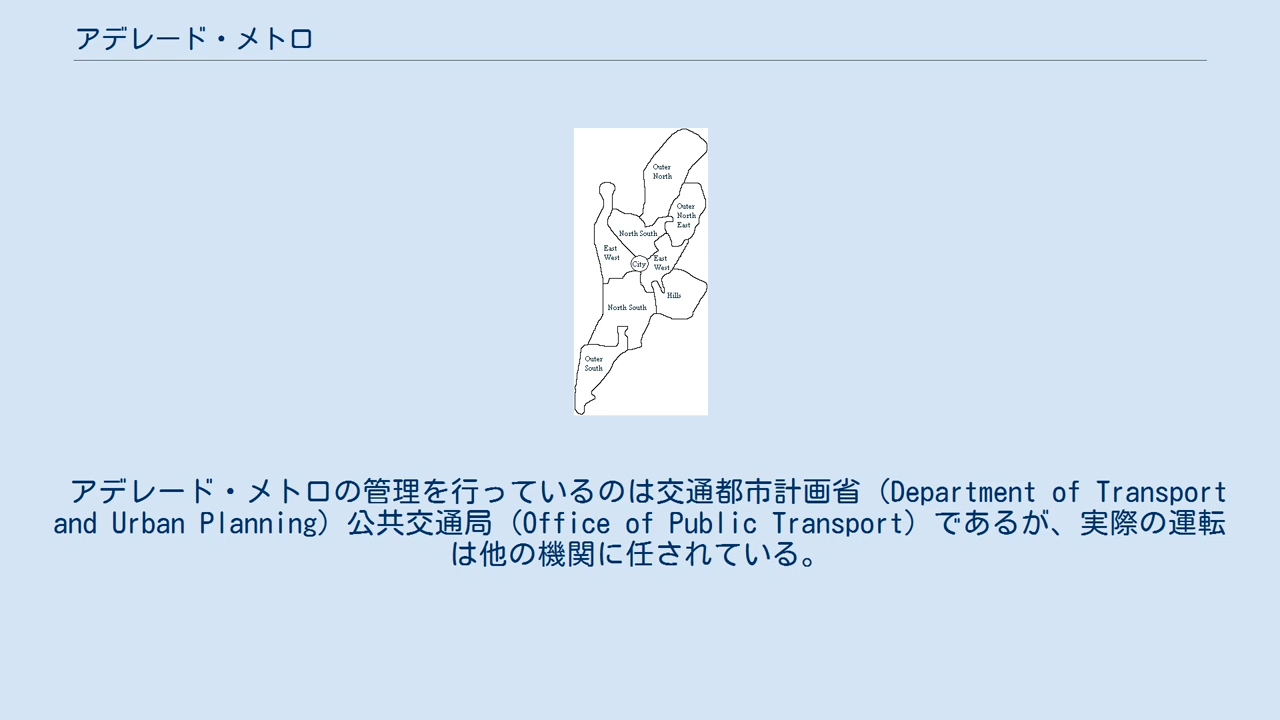 アデレード・メトロ
Outer
North
Outer
North
East
North South
East
West
City
East
West
Hills
North South
Outer
South
アデレード・メトロの管理を行っているのは交通都市計画省（Department of Transport
and Urban Planning）公共交通局（Office of Public Transport）であるが、実際の運転
は他の機関に任されている。